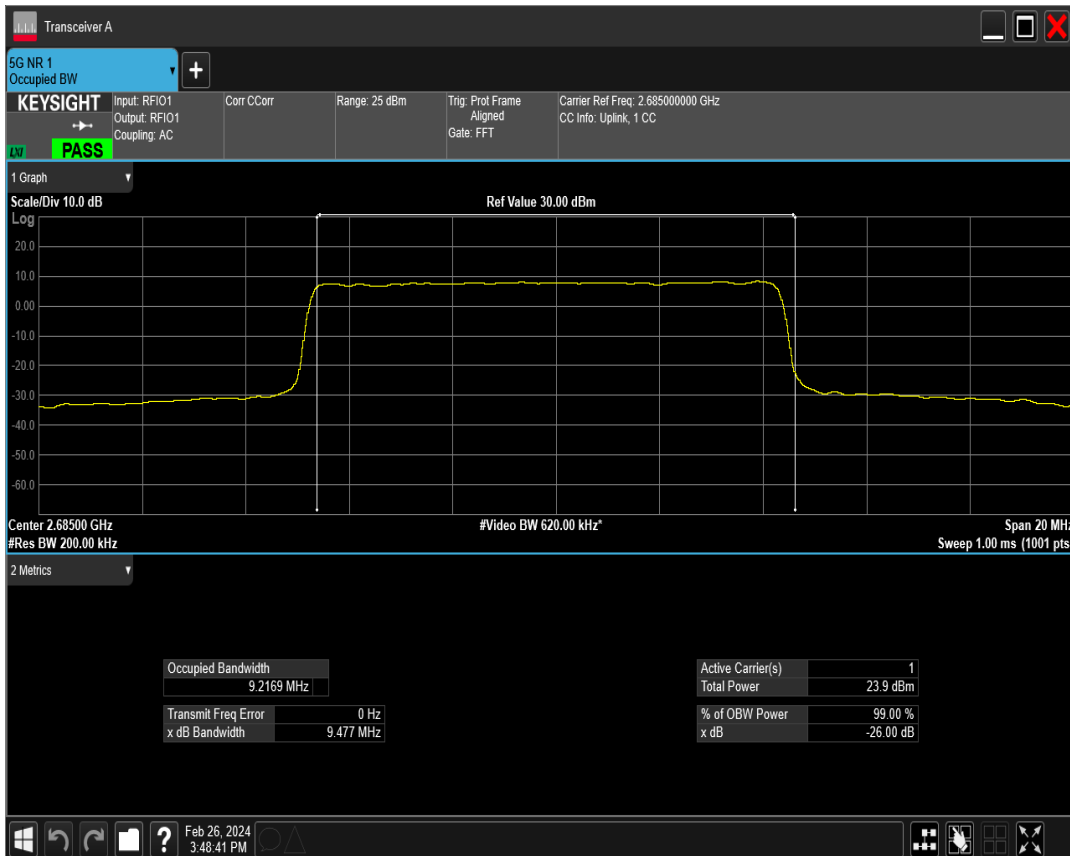 Transceiver A
5G NR 1
Occupied BW
+
KEYSIGHT
LXI
PASS
Input: RFIO1
Output: RFIO1
Coupling: AC
Corr CCorr
Range: 25 dBm
Trig: Prot Frame
Aligned
Gate: FFT
Carrier Ref Freq: 2.685000000 GHz
CC Info: Uplink, 1 CC
1 Graph
Scale/Div 10.0 dB
Ref Value 30.00 dBm
Log
20.0
10.0
0.00
-10.0
-20.0
-30.0
-40.0
-50.0
-60.0
Center 2.68500 GHz
#Video BW 620.00 kHz*
Span 20 MHz
#Res BW 200.00 kHz
Sweep 1.00 ms (1001 pts
2 Metrics
Occupied Bandwidth
9.2169 MHz
Transmit Freq Error 0 Hz
x dB Bandwidth 9.477 MHz
Active Carrier(s) 1
Total Power 23.9 dBm
% of OBW Power 99.00 %
x dB -26.00 dB
?
Feb 26, 2024
3:48:41 PM